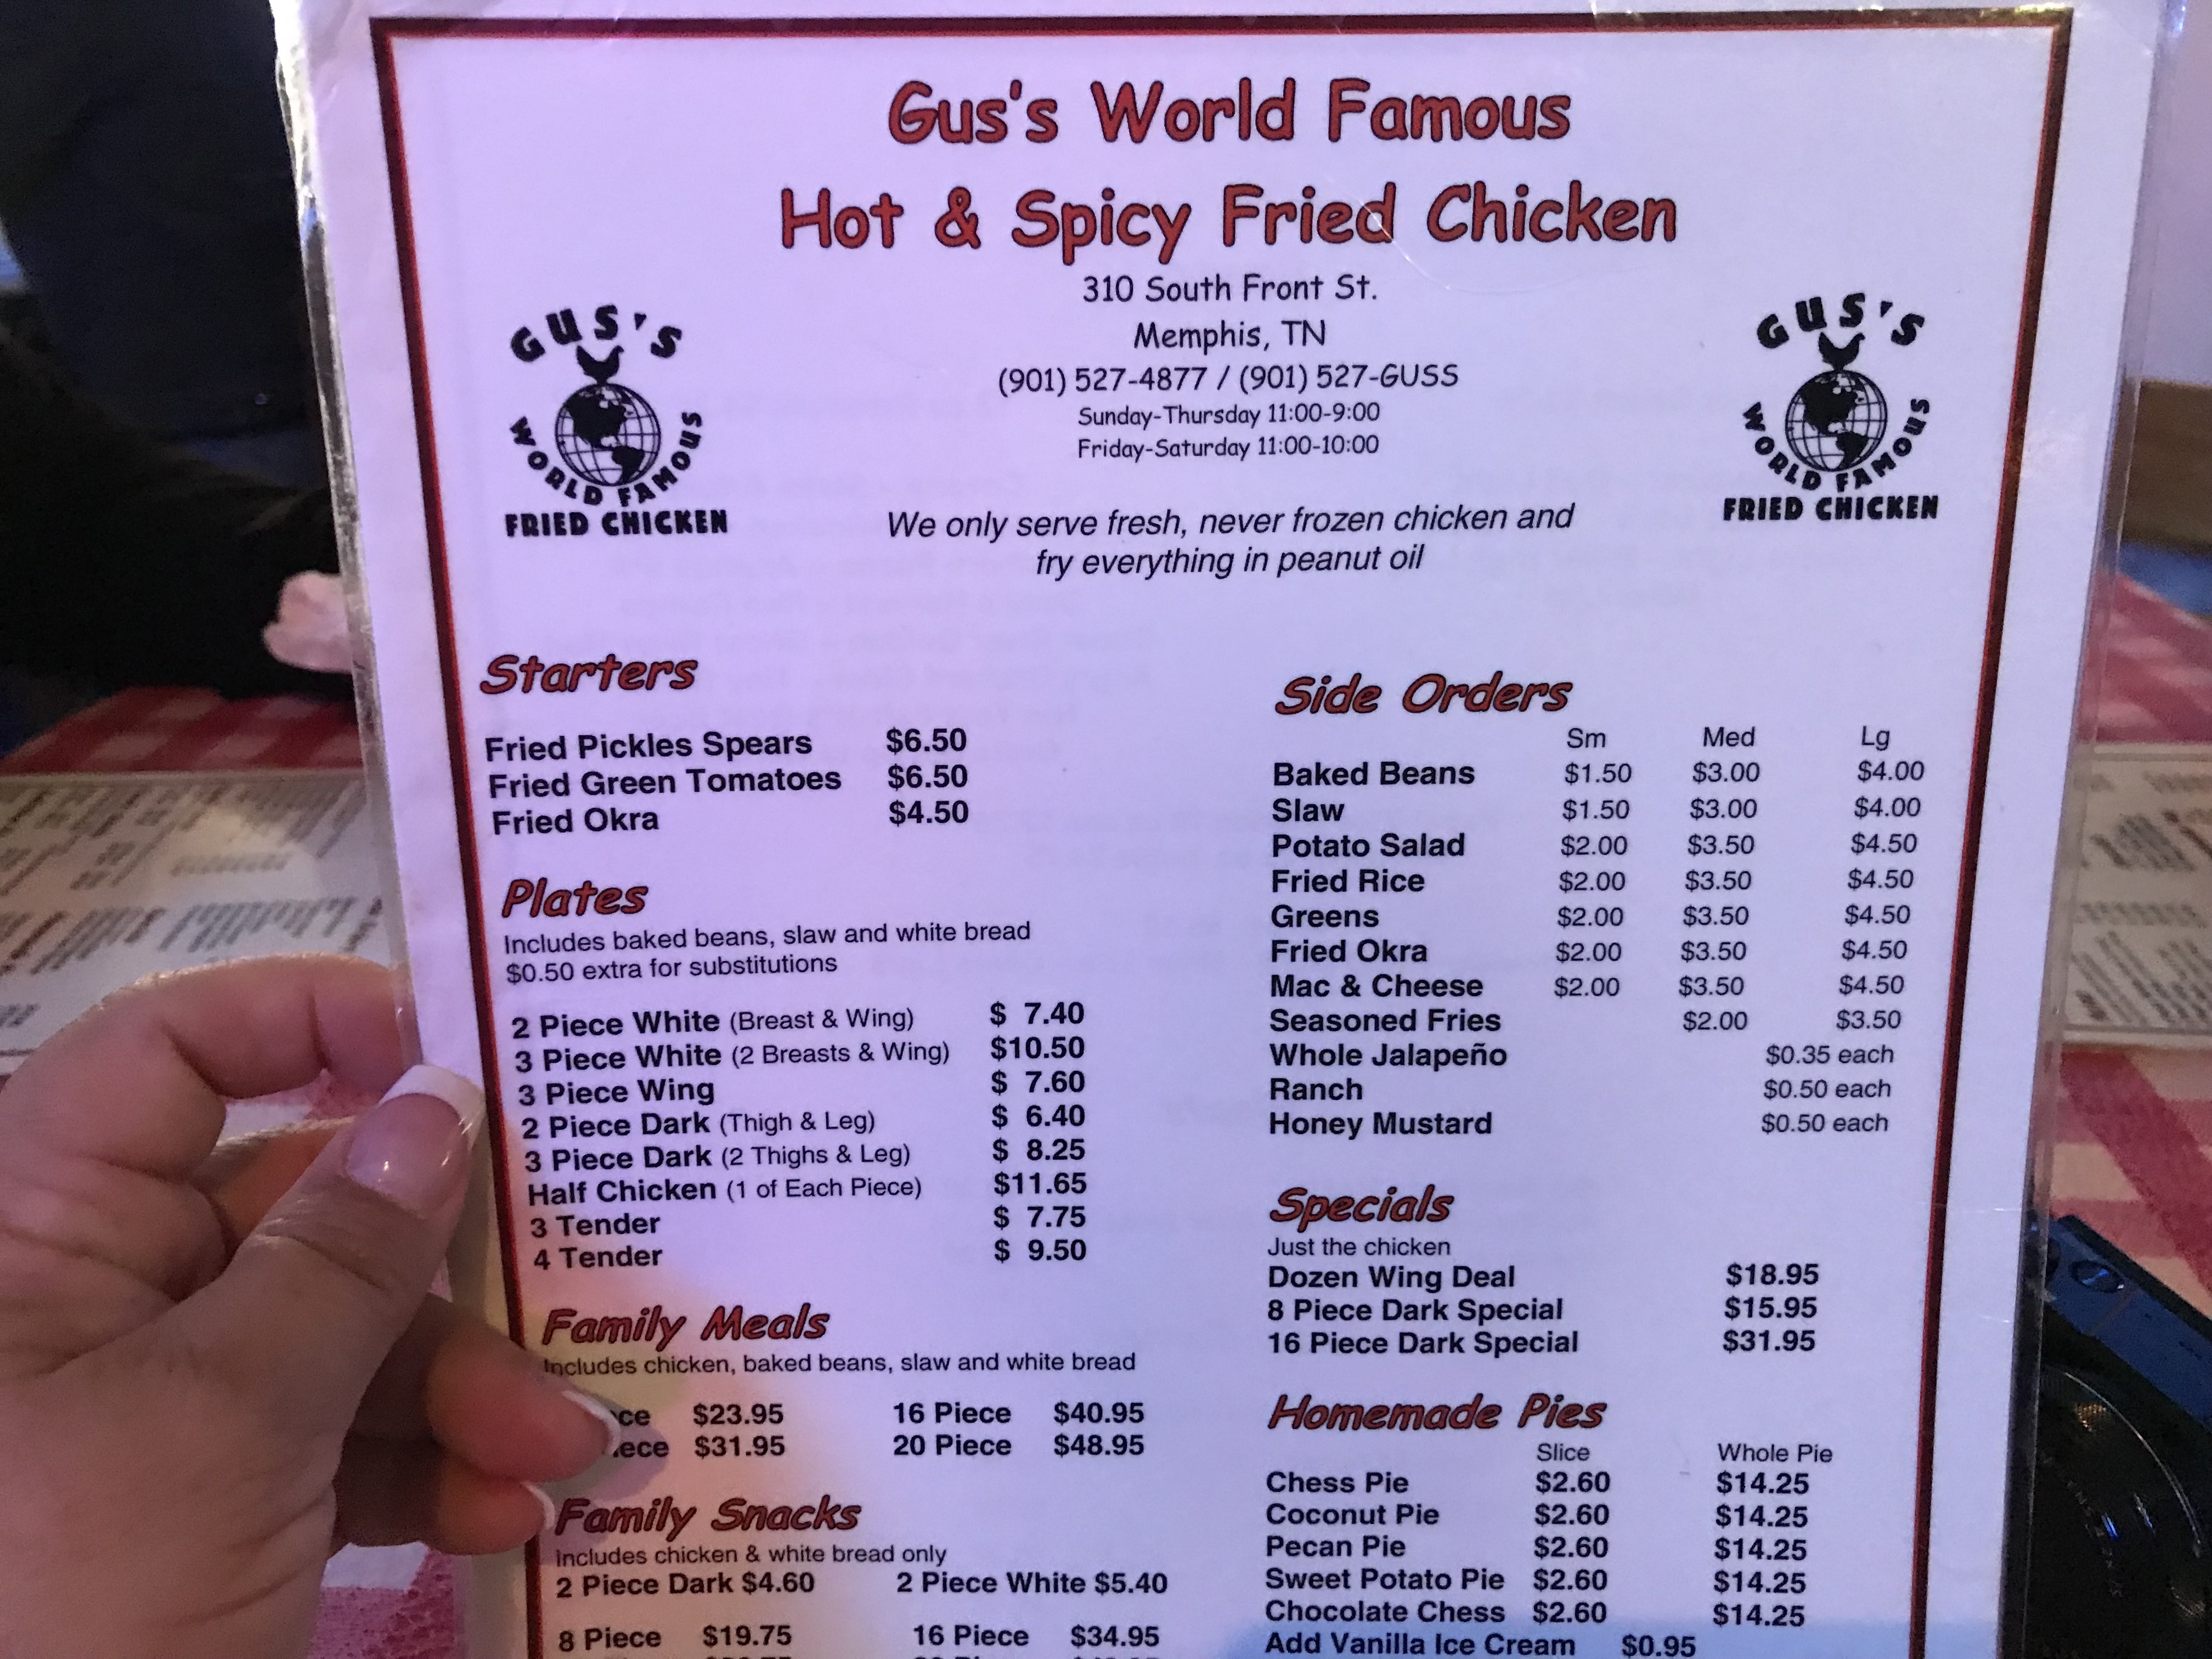 Gus's World Famous
Hot & Spicy Fried Chicken
310 South Front St.
Memphis, TN
(901) 527-4877 / (901) 527-GUSS
Sunday-Thursday 11:00-9:00
Friday-Saturday 11:00-10:00
GUS'S
WORLD FAMOUS
FRIED CHICKEN
GUS'S
WORLD FAMOUS
FRIED CHICKEN
We only serve fresh, never frozen chicken and
fry everything in peanut oil
Starters
Fried Pickles Spears $6.50
Fried Green Tomatoes $6.50
Fried Okra $4.50
Plates
Includes baked beans, slaw and white bread
$0.50 extra for substitutions
2 Piece White (Breast & Wing) $ 7.40
3 Piece White (2 Breasts & Wing) $10.50
3 Piece Wing $ 7.60
2 Piece Dark (Thigh & Leg) $ 6.40
3 Piece Dark (2 Thighs & Leg) $ 8.25
Half Chicken (1 of Each Piece) $11.65
3 Tender $ 7.75
4 Tender $ 9.50
Family Meals
Includes chicken, baked beans, slaw and white bread
$23.95 16 Piece $40.95
$31.95 20 Piece $48.95
Family Snacks
Includes chicken & white bread only
2 Piece Dark $4.60 2 Piece White $5.40
8 Piece $19.75 16 Piece $34.95
Side Orders
Sm Med Lg
Baked Beans $1.50 $3.00 $4.00
Slaw $1.50 $3.00 $4.00
Potato Salad $2.00 $3.50 $4.50
Fried Rice $2.00 $3.50 $4.50
Greens $2.00 $3.50 $4.50
Fried Okra $2.00 $3.50 $4.50
Mac & Cheese $2.00 $3.50 $4.50
Seasoned Fries $2.00 $3.50
Whole Jalapeño $0.35 each
Ranch $0.50 each
Honey Mustard $0.50 each
Specials
Just the chicken
Dozen Wing Deal $18.95
8 Piece Dark Special $15.95
16 Piece Dark Special $31.95
Homemade Pies
Slice Whole Pie
Chess Pie $2.60 $14.25
Coconut Pie $2.60 $14.25
Pecan Pie $2.60 $14.25
Sweet Potato Pie $2.60 $14.25
Chocolate Chess $2.60 $14.25
Add Vanilla Ice Cream $0.95